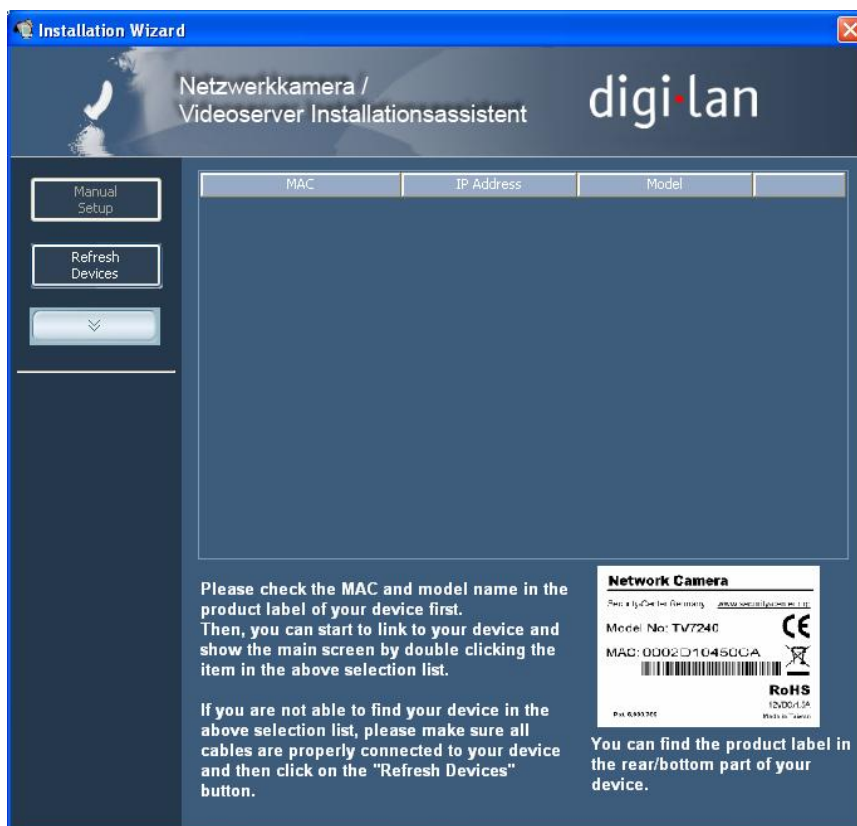 Installation Wizard
Netzwerkkamera /
Videoserver Installationsassistent
digi·lan
Manual
Setup
Refresh
Devices
MAC IP Address Model
Please check the MAC and model name in the
product label of your device first.
Then, you can start to link to your device and
show the main screen by double clicking the
item in the above selection list.
If you are not able to find your device in the
above selection list, please make sure all
cables are properly connected to your device
and then click on the "Refresh Devices"
button.
Network Camera
Germany
Model No: TV7240
MAC: 0002D10450CA
CE
RoHS
Made in Taiwan
You can find the product label in
the rear/bottom part of your
device.